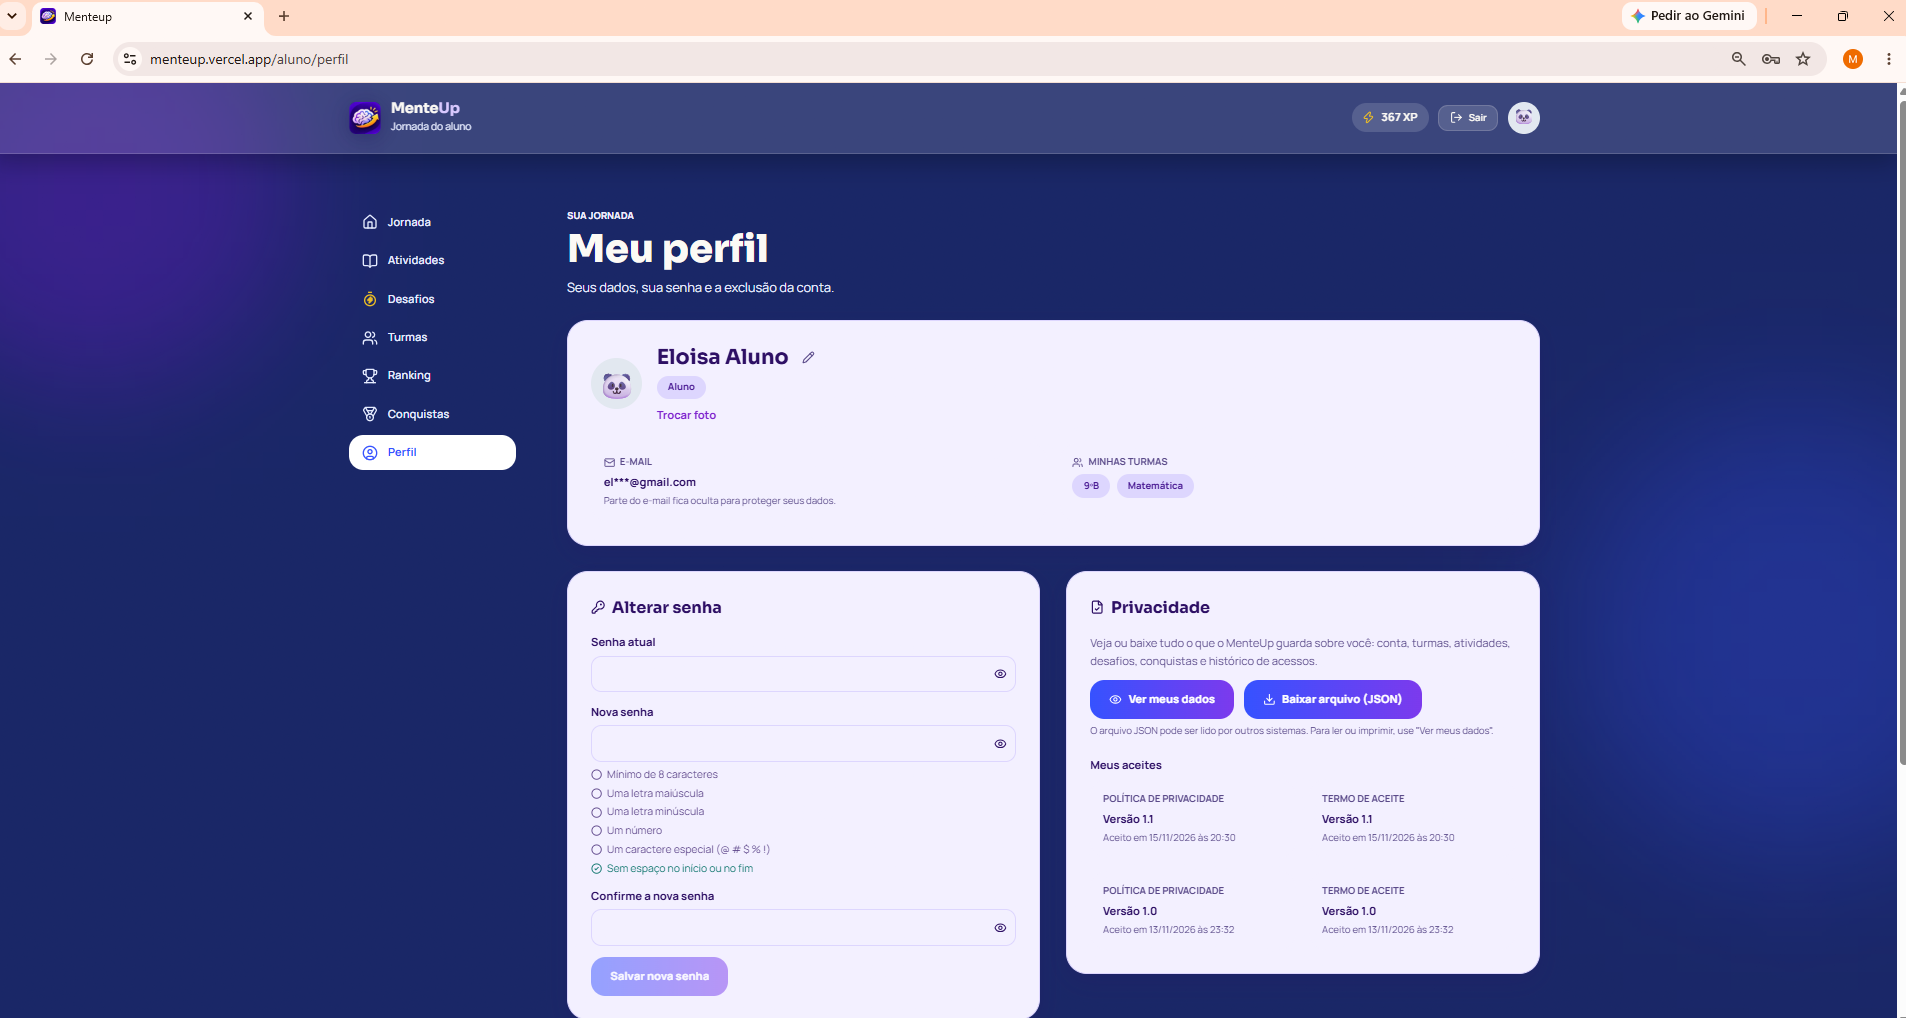 Menteup
Pedir ao Gemini
menteup.vercel.app/aluno/perfil
M
MenteUp
Jornada do aluno
367 XP
Sair
Jornada
Atividades
Desafios
Turmas
Ranking
Conquistas
Perfil
SUA JORNADA
Meu perfil
Seus dados, sua senha e a exclusão da conta.
Eloisa Aluno
Aluno
Trocar foto
E-MAIL
el***@gmail.com
Parte do e-mail fica oculta para proteger seus dados.
MINHAS TURMAS
9ºB Matemática
Alterar senha
Senha atual
Nova senha
Mínimo de 8 caracteres
Uma letra maiúscula
Uma letra minúscula
Um número
Um caractere especial (@ # $ % !)
Sem espaço no início ou no fim
Confirme a nova senha
Salvar nova senha
Privacidade
Veja ou baixe tudo o que o MenteUp guarda sobre você: conta, turmas, atividades,
desafios, conquistas e histórico de acessos.
Ver meus dados
Baixar arquivo (JSON)
O arquivo JSON pode ser lido por outros sistemas. Para ler ou imprimir, use "Ver meus dados".
Meus aceites
POLÍTICA DE PRIVACIDADE
Versão 1.1
Aceito em 15/11/2026 às 20:30
TERMO DE ACEITE
Versão 1.1
Aceito em 15/11/2026 às 20:30
POLÍTICA DE PRIVACIDADE
Versão 1.0
Aceito em 13/11/2026 às 23:32
TERMO DE ACEITE
Versão 1.0
Aceito em 13/11/2026 às 23:32